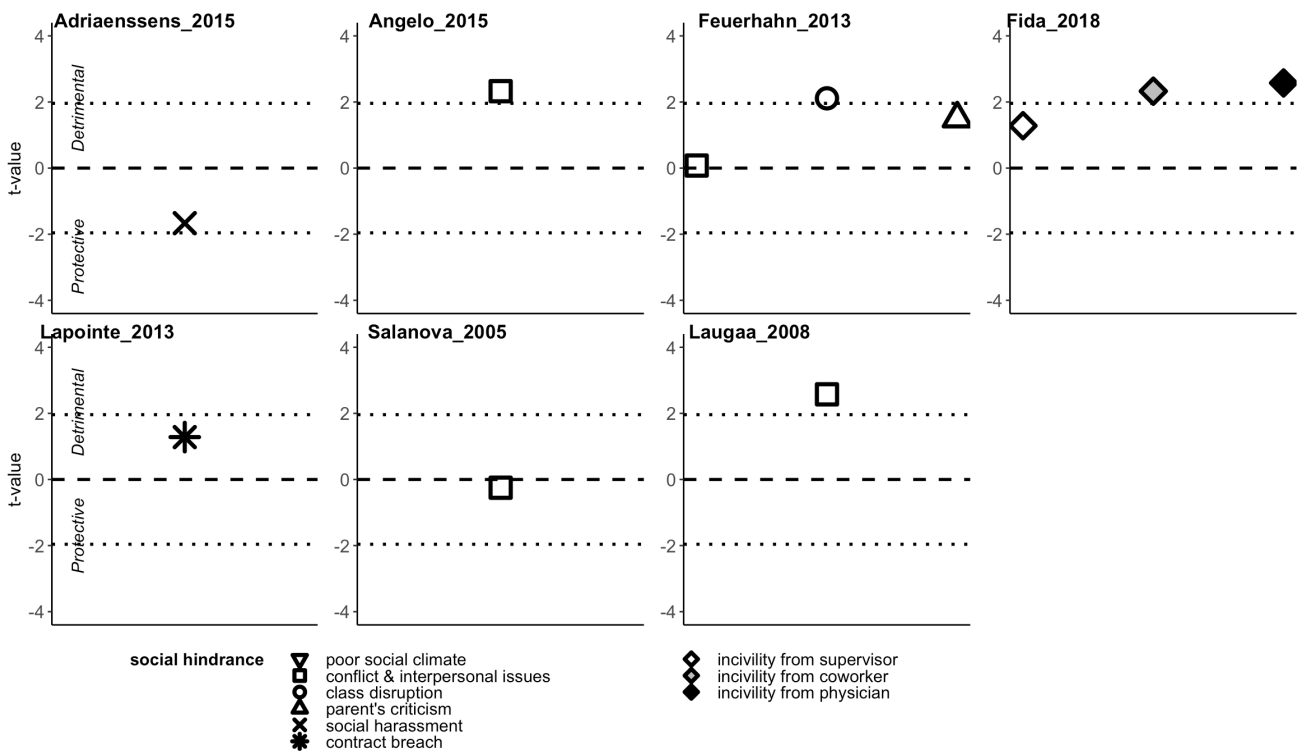 Adriaenssens_2015
Angelo_2015
Feuerhahn_2013
Fida_2018
t-value
4
2
0
-2
-4
Detrimental
Protective
4
2
0
-2
-4
4
2
0
-2
-4
4
2
0
-2
-4
Lapointe_2013
Salanova_2005
Laugaa_2008
t-value
4
2
0
-2
-4
Detrimental
Protective
4
2
0
-2
-4
4
2
0
-2
-4
social hindrance
poor social climate
conflict & interpersonal issues
class disruption
parent's criticism
social harassment
contract breach
incivility from supervisor
incivility from coworker
incivility from physician